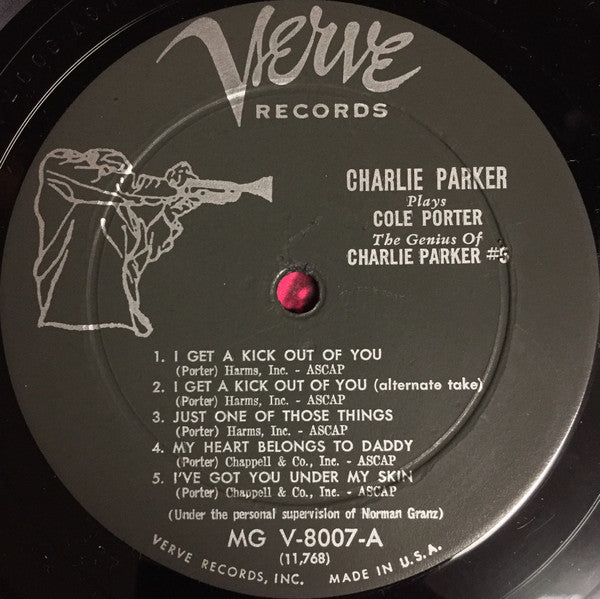 Verve
RECORDS
CHARLIE PARKER
Plays
COLE PORTER
The Genius Of
CHARLIE PARKER #5
1. I GET A KICK OUT OF YOU
(Porter) Harms, Inc. - ASCAP
2. I GET A KICK OUT OF YOU (alternate take)
(Porter) Harms, Inc. - ASCAP
3. JUST ONE OF THOSE THINGS
(Porter) Harms, Inc. - ASCAP
4. MY HEART BELONGS TO DADDY
(Porter) Chappell & Co., Inc. - ASCAP
5. I'VE GOT YOU UNDER MY SKIN
(Porter) Chappell & Co., Inc. - ASCAP
(Under the personal supervision of Norman Granz)
MG V-8007-A
(11,768)
VERVE RECORDS, INC. MADE IN U.S.A.